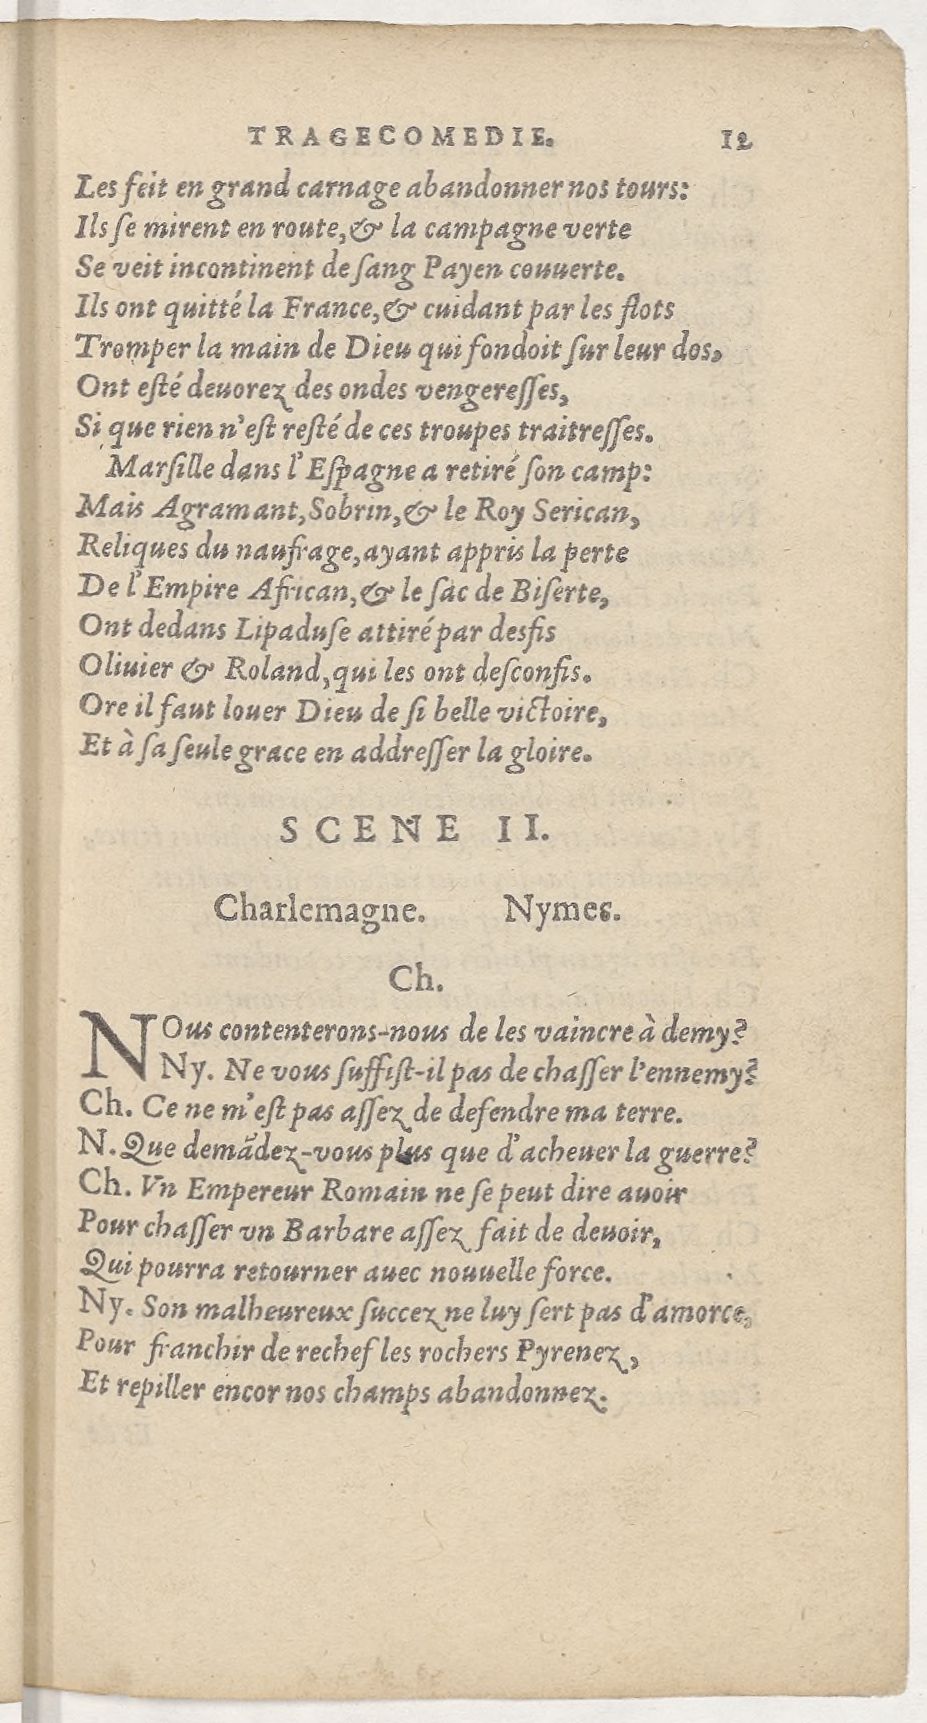 TRAGECOMEDIE. 12
Les feit en grand carnage abandonner nos tours:
Ils ſe mirent en route, & la campagne verte
Se veit incontinent de ſang Payen couuerte.
Ils ont quitté la France, & cuidant par les flots
Tromper la main de Dieu qui fondoit ſur leur dos,
Ont eſté deuorez des ondes vengereſſes,
Si que rien n'eſt reſté de ces troupes traitreſſes.
Marſille dans l'Eſpagne a retiré ſon camp:
Mais Agramant, Sobrin, & le Roy Serican,
Reliques du naufrage, ayant appris la perte
De l'Empire African, & le ſac de Biſerte,
Ont dedans Lipaduſe attiré par desfis
Oliuier & Roland, qui les ont deſconfis.
Ore il faut louer Dieu de ſi belle victoire,
Et à ſa ſeule grace en addreſſer la gloire.
SCENE II.
Charlemagne. Nymes.
Ch.
NOus contenterons-nous de les vaincre à demy?
Ny. Ne vous ſuffiſt-il pas de chaſſer l'ennemy?
Ch. Ce ne m'eſt pas aſſez de defendre ma terre.
N. Que demãdez-vous plus que d'acheuer la guerre?
Ch. Vn Empereur Romain ne ſe peut dire auoir
Pour chaſſer vn Barbare aſſez fait de deuoir,
Qui pourra retourner auec nouuelle force.
Ny. Son malheureux ſuccez ne luy ſert pas d'amorce,
Pour franchir de rechef les rochers Pyrenez,
Et repiller encor nos champs abandonnez.